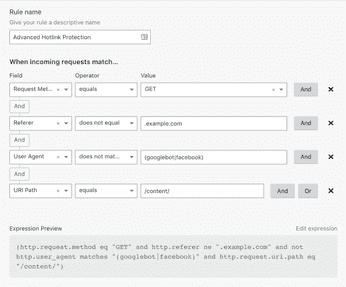 Rule name
Give your rule a descriptive name
Advanced Hotlink Protection
When incoming requests match...
Field Operator Value
Request Met... × equals GET × And ×
And
Referer × does not equal .example.com And ×
And
User Agent × does not mat... (googlebot|facebook) And ×
And
URI Path × equals /content/ And Or ×
Expression Preview Edit expression
(http.request.method eq "GET" and http.referer ne ".example.com" and not
http.user_agent matches "(googlebot|facebook)" and http.request.uri.path eq
"/content/")